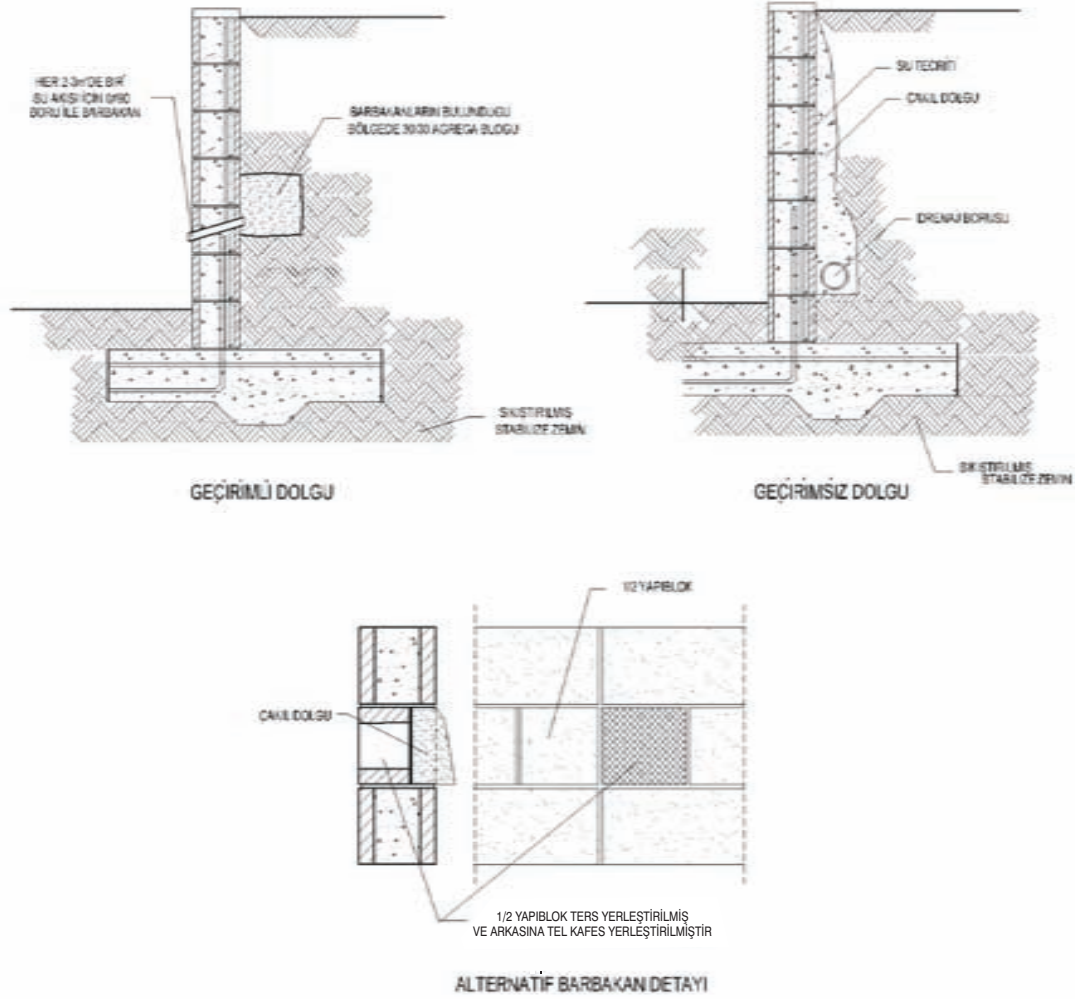 HER 2-3m'DE BİR
SU AKIŞI İÇİN
BORU İLE BARBAKAN
BARBAKANLARIN BULUNDUĞU
BÖLGEDE 30/30 AGREGA BLOĞU
SIKIŞTIRILMIŞ
STABİLİZE ZEMİN
GEÇİRİMLİ DOLGU
SU TECRİTİ
ÇAKIL DOLGU
DRENAJ BORUSU
SIKIŞTIRILMIŞ
STABİLİZE ZEMİN
GEÇİRİMSİZ DOLGU
1/2 YAPIBLOK
ÇAKIL DOLGU
1/2 YAPIBLOK TERS YERLEŞTİRİLMİŞ
VE ARKASINA TEL KAFES YERLEŞTİRİLMİŞTİR
ALTERNATİF BARBAKAN DETAYI